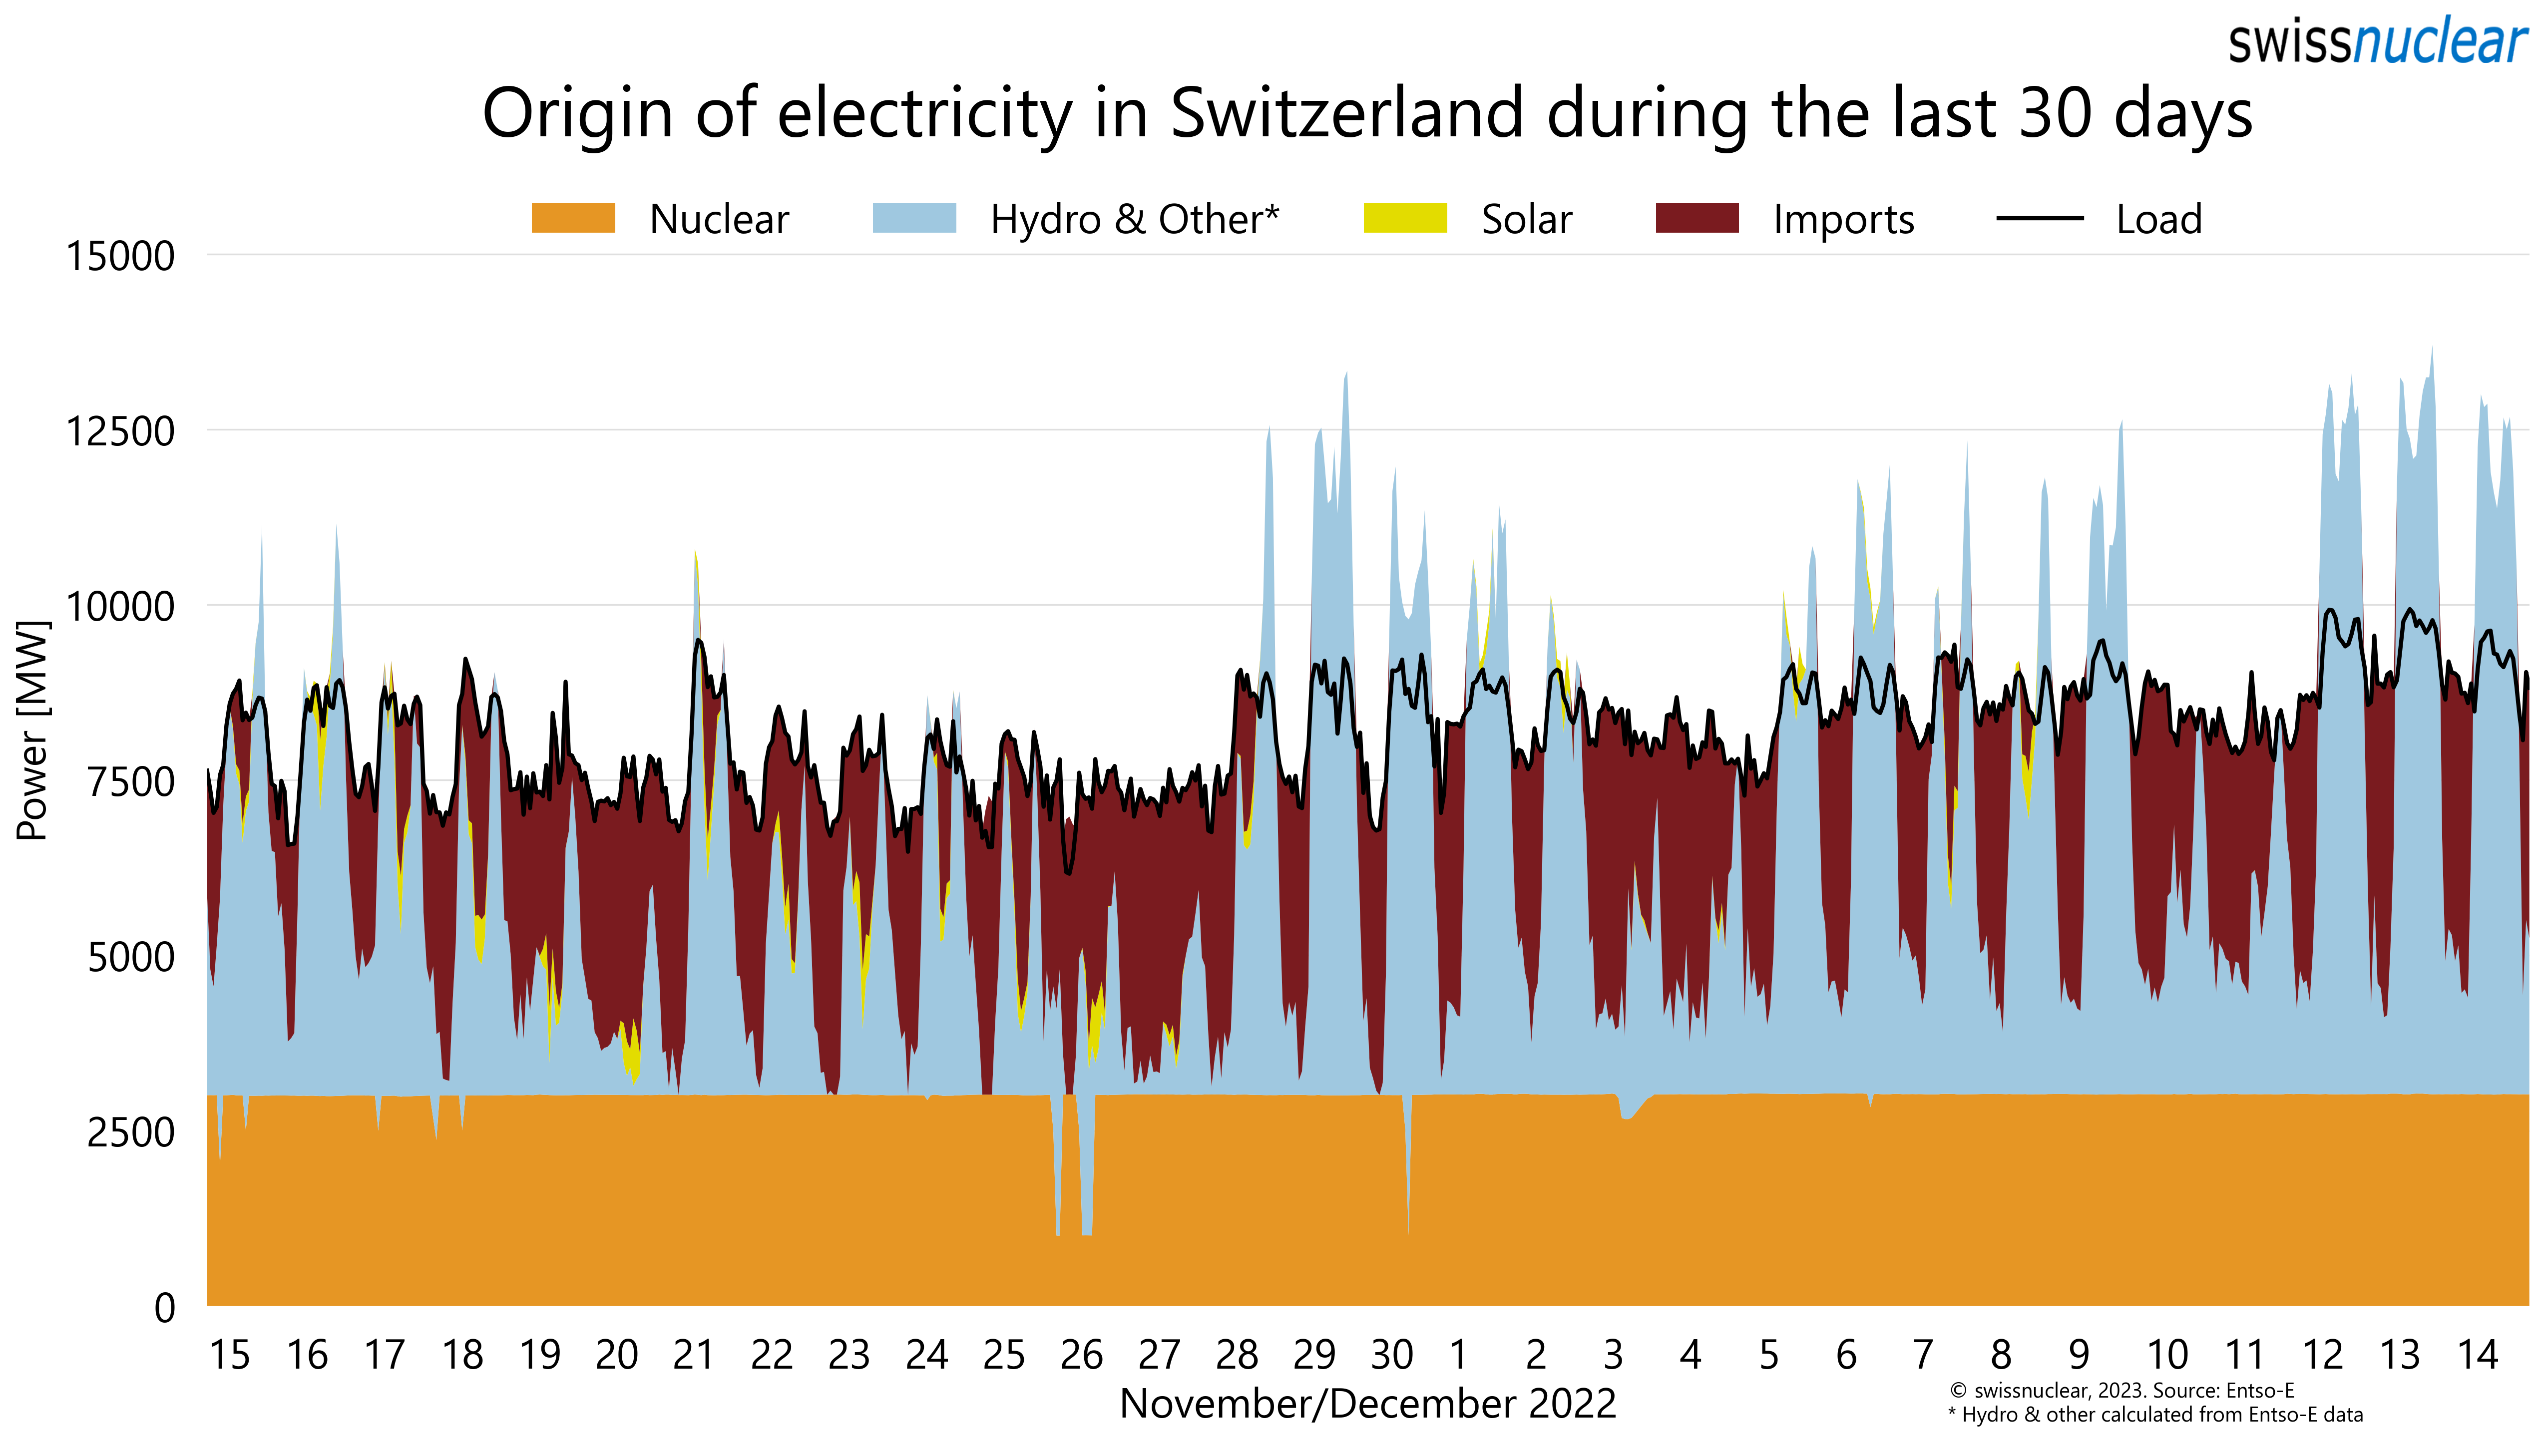 swissnuclear
Origin of electricity in Switzerland during the last 30 days
Nuclear Hydro & Other* Solar Imports Load
15000
12500
10000
7500
5000
2500
0
Power [MW]
15 16 17 18 19 20 21 22 23 24 25 26 27 28 29 30 1 2 3 4 5 6 7 8 9 10 11 12 13 14
November/December 2022
© swissnuclear, 2023. Source: Entso-E
* Hydro & other calculated from Entso-E data